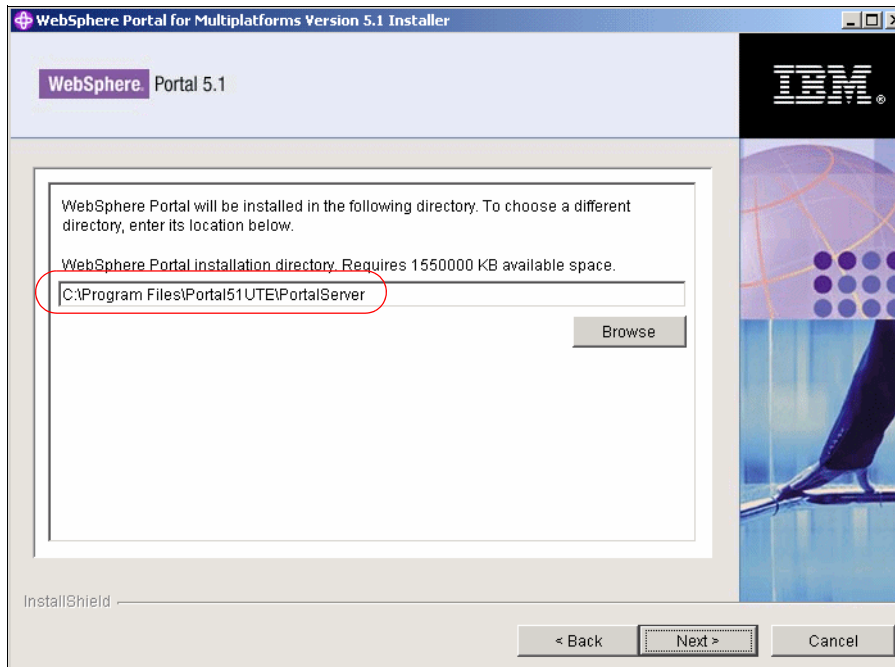 WebSphere Portal for Multiplatforms Version 5.1 Installer
WebSphere. Portal 5.1
IBM®
WebSphere Portal will be installed in the following directory. To choose a different
directory, enter its location below.
WebSphere Portal installation directory. Requires 1550000 KB available space.
C:\Program Files\Portal51UTE\PortalServer
Browse
InstallShield
< Back
Next >
Cancel